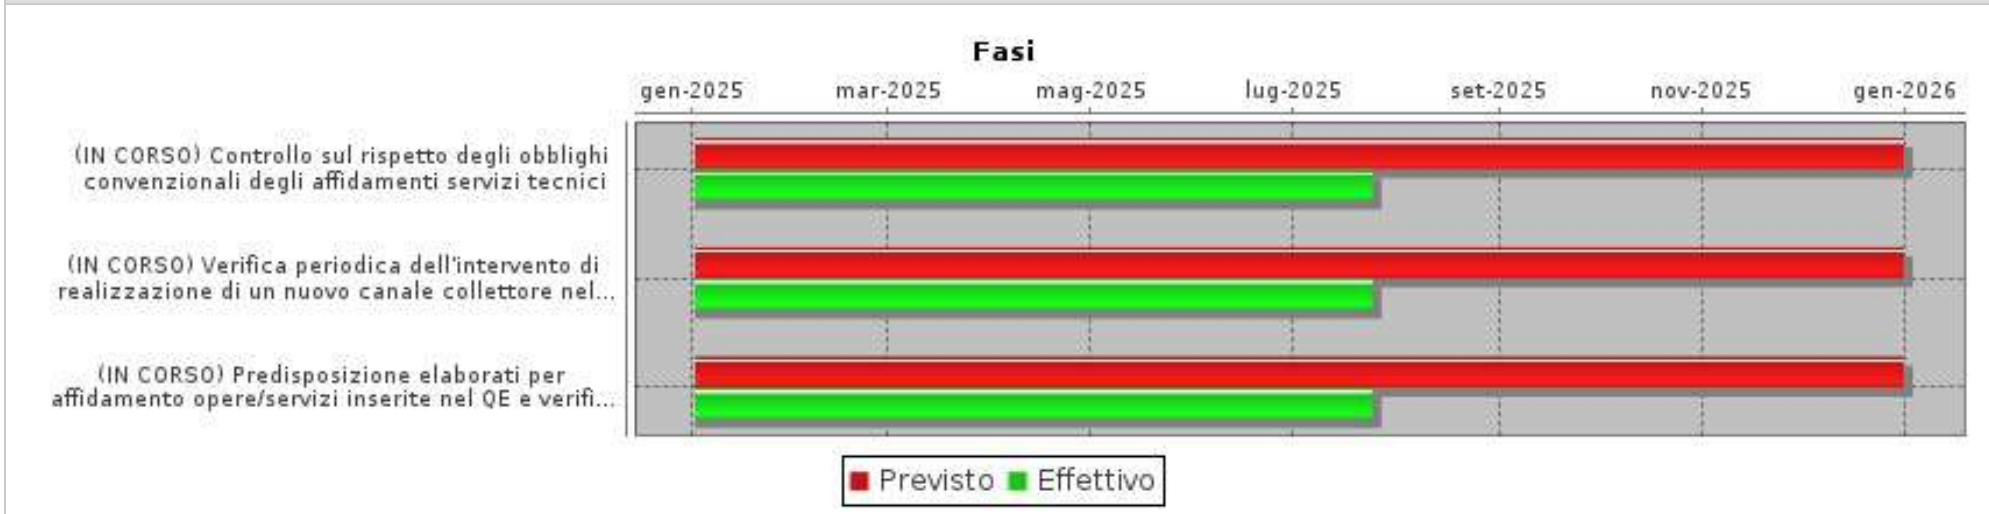 Fasi
gen-2025 mar-2025 mag-2025 lug-2025 set-2025 nov-2025 gen-2026
(IN CORSO) Controllo sul rispetto degli obblighi
convenzionali degli affidamenti servizi tecnici
(IN CORSO) Verifica periodica dell'intervento di
realizzazione di un nuovo canale collettore nel...
(IN CORSO) Predisposizione elaborati per
affidamento opere/servizi inserite nel QE e verifi...
Previsto Effettivo